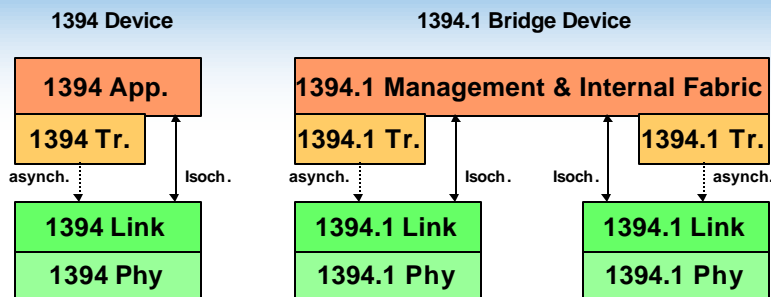 1394 Device
1394.1 Bridge Device
1394 App.
1394.1 Management & Internal Fabric
1394 Tr.
1394.1 Tr.
1394.1 Tr.
asynch.
Isoch.
asynch.
Isoch.
Isoch.
asynch.
1394 Link
1394.1 Link
1394.1 Link
1394 Phy
1394.1 Phy
1394.1 Phy